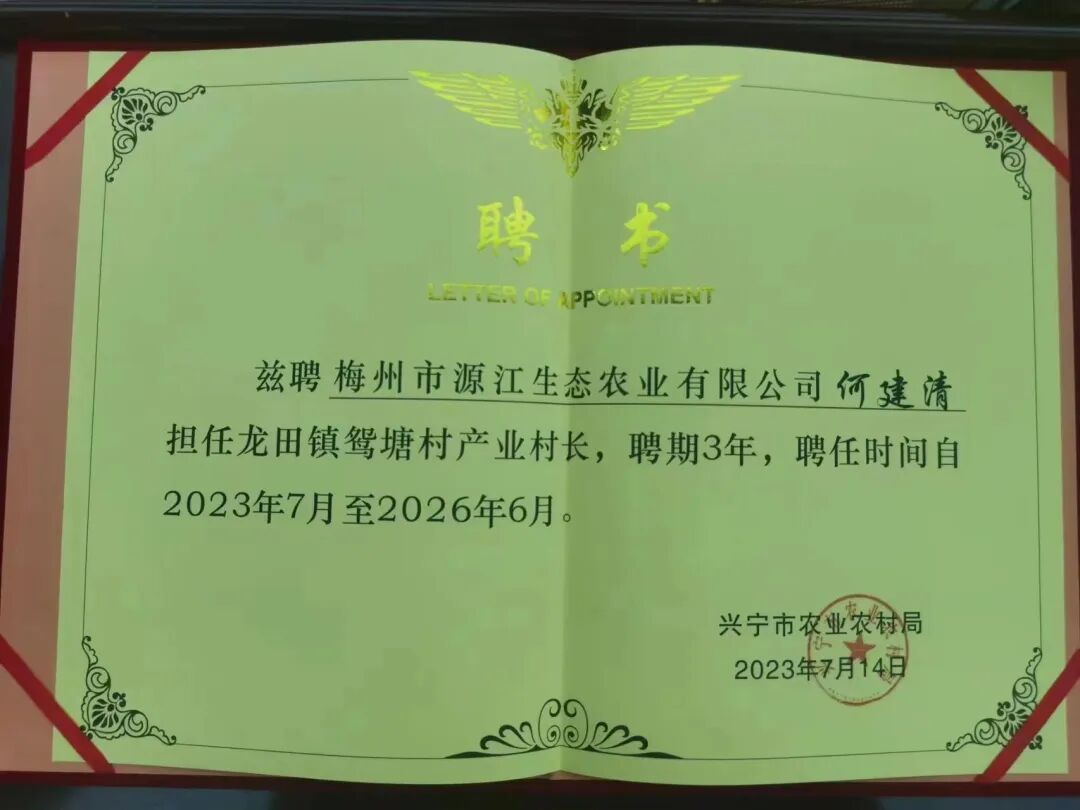 聘书
LETTER OF APPOINTMENT
兹聘梅州市源江生态农业有限公司何建清
担任龙田镇鸳塘村产业村长，聘期3年，聘任时间自
2023年7月至2026年6月。
兴宁市农业农村局
2023年7月14日